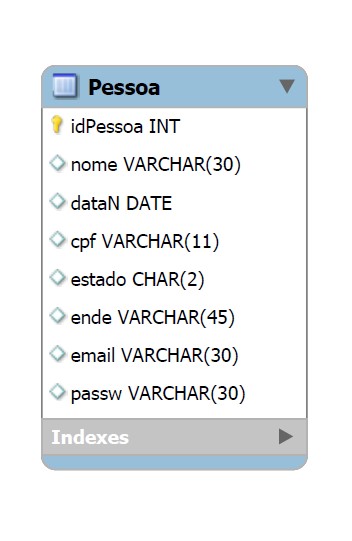 Pessoa
idPessoa INT
nome VARCHAR(30)
dataN DATE
cpf VARCHAR(11)
estado CHAR(2)
ende VARCHAR(45)
email VARCHAR(30)
passw VARCHAR(30)
Indexes